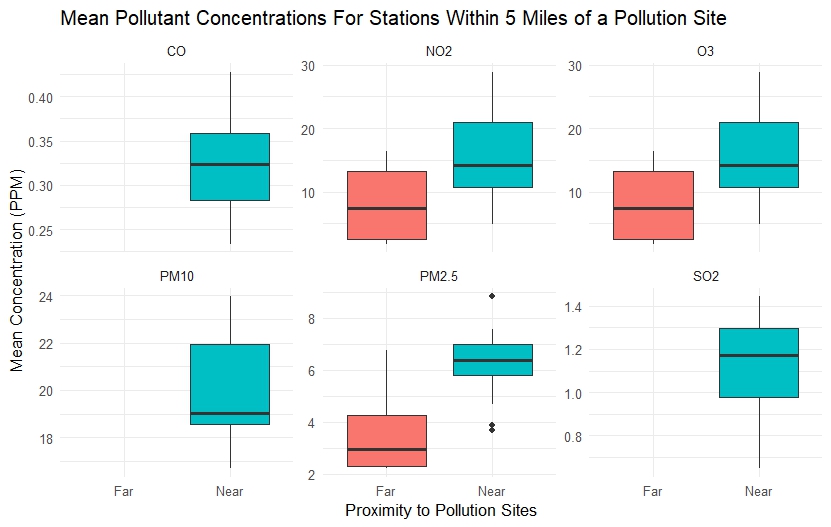 Mean Pollutant Concentrations For Stations Within 5 Miles of a Pollution Site
CO
NO2
O3
0.40
0.35
0.30
0.25
30
20
10
30
20
10
Mean Concentration (PPM)
PM10
PM2.5
SO2
24
22
20
18
8
6
4
2
1.4
1.2
1.0
0.8
Far
Near
Far
Near
Far
Near
Proximity to Pollution Sites